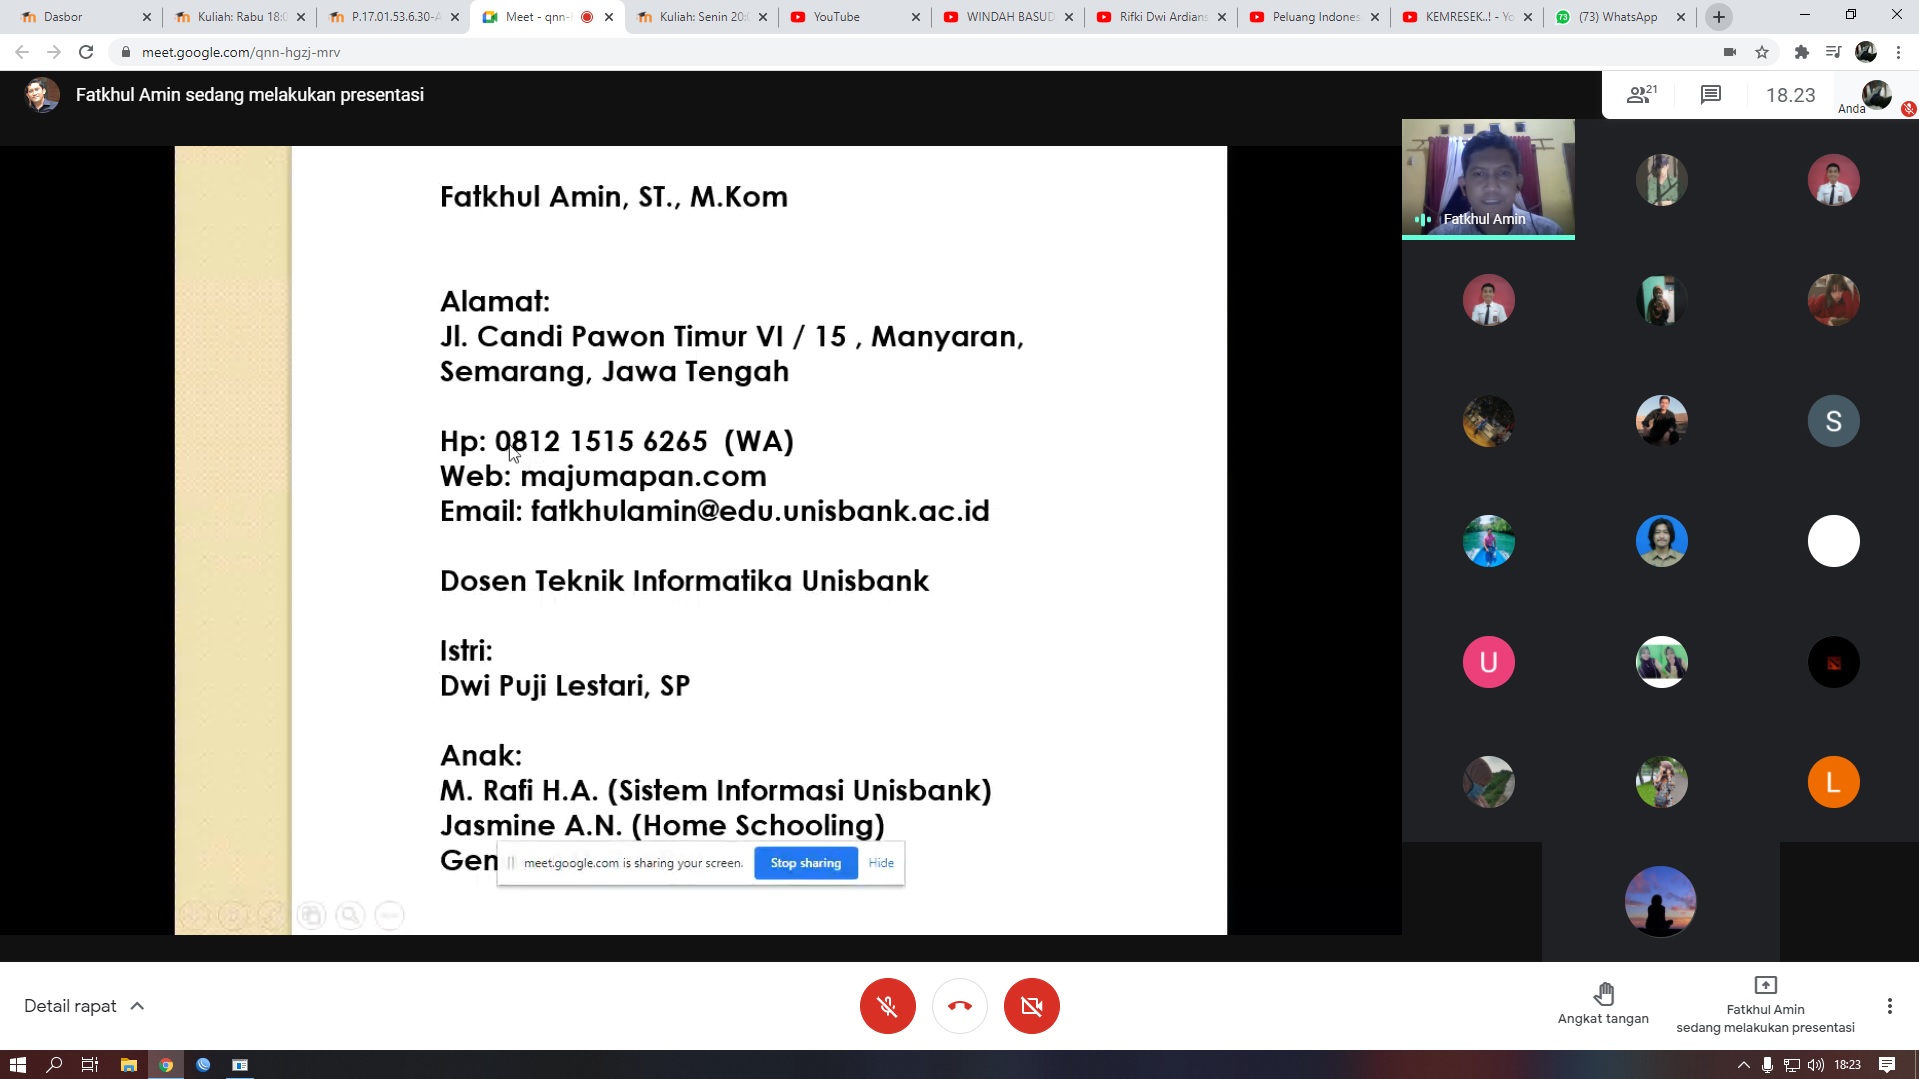 Dasbor
Kuliah: Rabu 18:0
P.17.01.53.6.30-A
Meet - qnn-h
Kuliah: Senin 20:0
YouTube
WINDAH BASUD
Rifki Dwi Ardians
Peluang Indones
KEMRESEK..! - Yo
(73) WhatsApp
meet.google.com/qnn-hgzj-mrv
Fatkhul Amin sedang melakukan presentasi
21
18.23
Anda
Fatkhul Amin, ST., M.Kom
Alamat:
Jl. Candi Pawon Timur VI / 15 , Manyaran,
Semarang, Jawa Tengah
Hp: 0812 1515 6265 (WA)
Web: majumapan.com
Email: fatkhulamin@edu.unisbank.ac.id
Dosen Teknik Informatika Unisbank
Istri:
Dwi Puji Lestari, SP
Anak:
M. Rafi H.A. (Sistem Informasi Unisbank)
Jasmine A.N. (Home Schooling)
Gen
meet.google.com is sharing your screen.
Stop sharing
Hide
Fatkhul Amin
S
U
L
Detail rapat
Angkat tangan
Fatkhul Amin
sedang melakukan presentasi
18:23